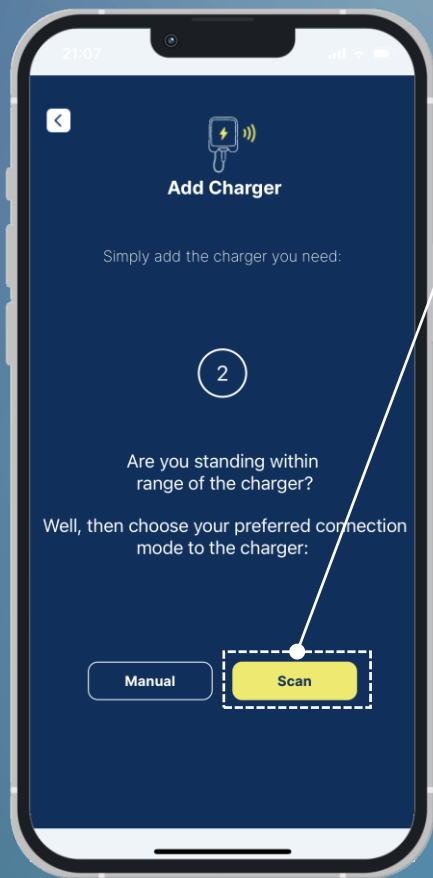 21:07
Add Charger
Simply add the charger you need:
2
Are you standing within
range of the charger?
Well, then choose your preferred connection
mode to the charger:
Manual
Scan